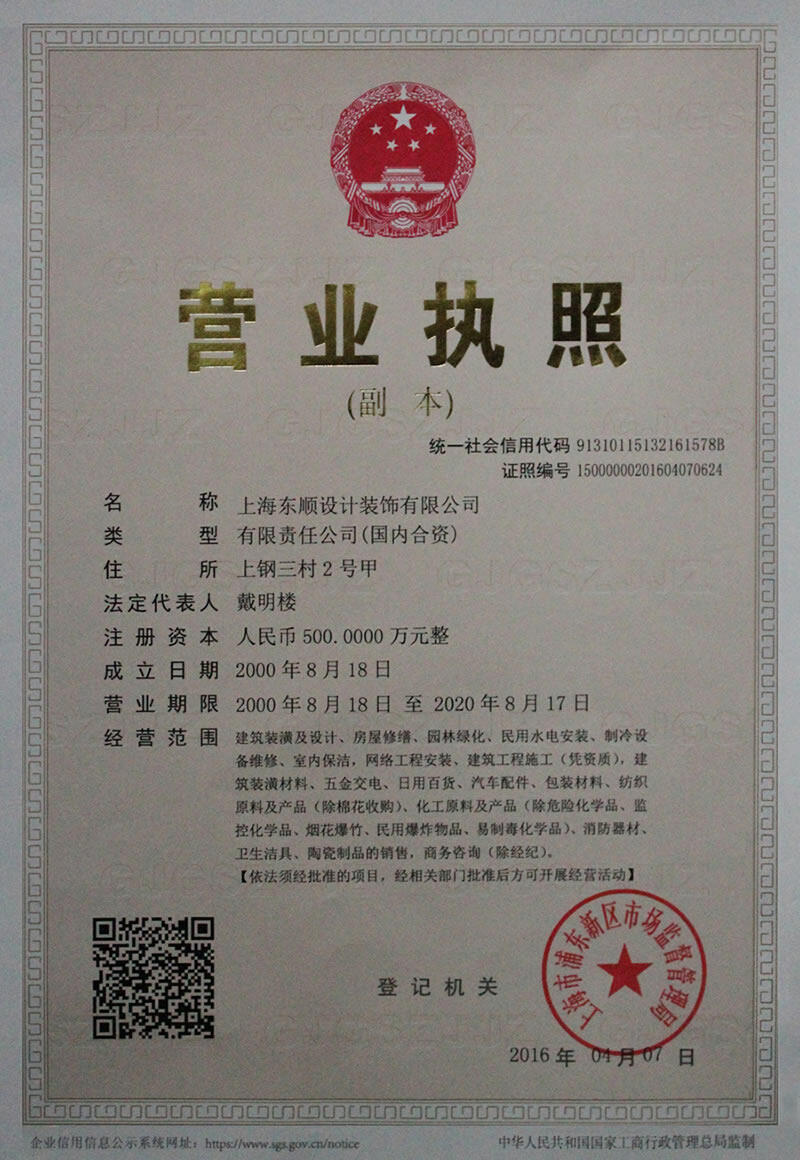 营业执照
(副 本)
统一社会信用代码 91310115132161578B
证照编号 15000000201604070624
名 称 上海东顺设计装饰有限公司
类 型 有限责任公司(国内合资)
住 所 上钢三村2号甲
法定代表人 戴明楼
注册资本 人民币500.0000万元整
成立日期 2000年8月18日
营业期限 2000年8月18日 至 2020年8月17日
经营范围 建筑装潢及设计、房屋修缮、园林绿化、民用水电安装、制冷设
备维修、室内保洁，网络工程安装、建筑工程施工（凭资质），建
筑装潢材料、五金交电、日用百货、汽车配件、包装材料、纺织
原料及产品（除棉花收购）、化工原料及产品（除危险化学品、监
控化学品、烟花爆竹、民用爆炸物品、易制毒化学品）、消防器材、
卫生洁具、陶瓷制品的销售，商务咨询（除经纪）。
【依法须经批准的项目，经相关部门批准后方可开展经营活动】
登记机关
上海市浦东新区市场监督管理局
2016年 04月07日
企业信用信息公示系统网址：https://www.sgs.gov.cn/notice
中华人民共和国国家工商行政管理总局监制